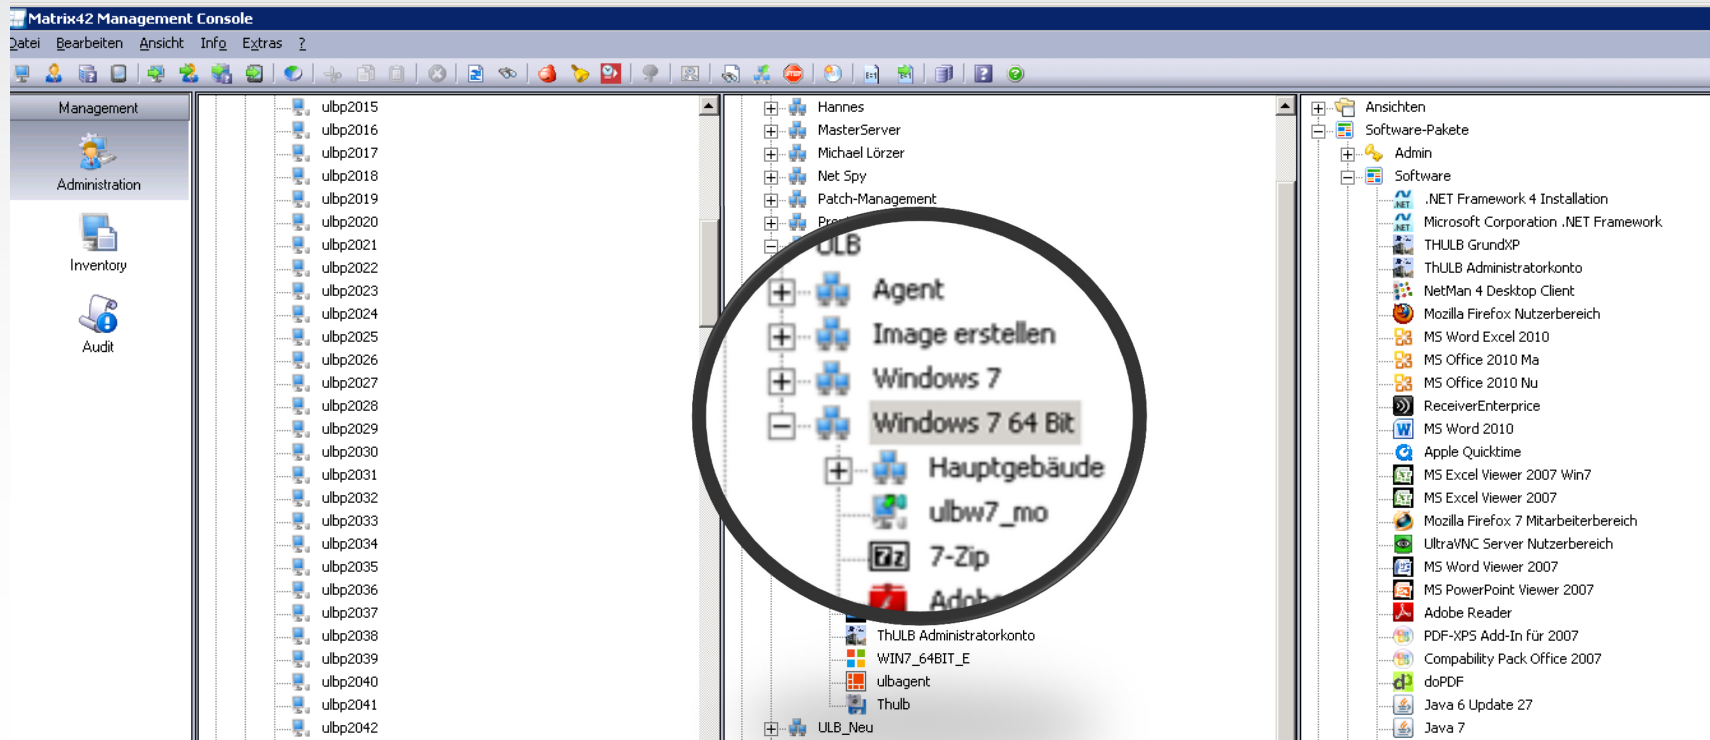 Matrix42 Management Console
Datei Bearbeiten Ansicht Info Extras ?
Management
Administration
Inventory
Audit
ulbp2015
ulbp2016
ulbp2017
ulbp2018
ulbp2019
ulbp2020
ulbp2021
ulbp2022
ulbp2023
ulbp2024
ulbp2025
ulbp2026
ulbp2027
ulbp2028
ulbp2029
ulbp2030
ulbp2031
ulbp2032
ulbp2033
ulbp2034
ulbp2035
ulbp2036
ulbp2037
ulbp2038
ulbp2039
ulbp2040
ulbp2041
ulbp2042
Hannes
MasterServer
Michael Lörzer
Net Spy
Patch-Management
ULB
Agent
Image erstellen
Windows 7
Windows 7 64 Bit
Hauptgebäude
ulbw7_mo
7-Zip
Adobe
ThULB Administratorkonto
WIN7_64BIT_E
ulbagent
Thulb
ULB_Neu
Ansichten
Software-Pakete
Admin
Software
.NET Framework 4 Installation
Microsoft Corporation .NET Framework
THULB GrundXP
ThULB Administratorkonto
NetMan 4 Desktop Client
Mozilla Firefox Nutzerbereich
MS Word Excel 2010
MS Office 2010 Ma
MS Office 2010 Nu
ReceiverEnterprice
MS Word 2010
Apple Quicktime
MS Excel Viewer 2007 Win7
MS Excel Viewer 2007
Mozilla Firefox 7 Mitarbeiterbereich
UltraVNC Server Nutzerbereich
MS Word Viewer 2007
MS PowerPoint Viewer 2007
Adobe Reader
PDF-XPS Add-In für 2007
Compability Pack Office 2007
doPDF
Java 6 Update 27
Java 7